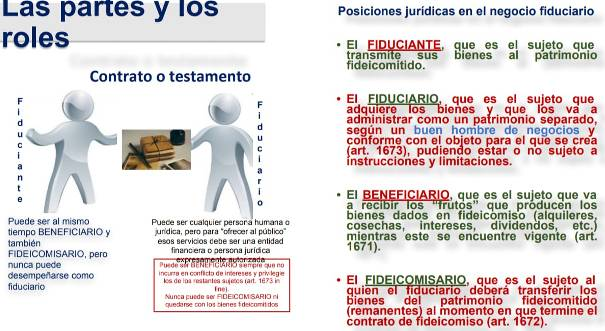 Las partes y los
roles
Contrato o testamento
Fiduciante
Fiduciario
Puede ser al mismo
tiempo BENEFICIARIO y
también
FIDEICOMISARIO, pero
nunca puede
desempeñarse como
fiduciario
Puede ser cualquier persona humana o
jurídica, pero para "ofrecer al público"
esos servicios debe ser una entidad
financiera o persona jurídica
expresamente autorizada
Puede ser BENEFICIARIO siempre que no
incurra en conflicto de intereses y privilegie
los de los restantes sujetos (art. 1673 in
fine).
Nunca puede ser FIDEICOMISARIO ni
quedarse con los bienes fideicomitidos
Posiciones jurídicas en el negocio fiduciario
• El FIDUCIANTE, que es el sujeto que
transmite sus bienes al patrimonio
fideicomitido.
• El FIDUCIARIO, que es el sujeto que
adquiere los bienes y que los va a
administrar como un patrimonio separado,
según un buen hombre de negocios y
conforme con el objeto para el que se crea
(art. 1673), pudiendo estar o no sujeto a
instrucciones y limitaciones.
• El BENEFICIARIO, que es el sujeto que va
a recibir los "frutos" que producen los
bienes dados en fideicomiso (alquileres,
cosechas, intereses, dividendos, etc.)
mientras este se encuentre vigente (art.
1671).
• El FIDEICOMISARIO, que es el sujeto al
quien el fiduciario deberá transferir los
bienes del patrimonio fideicomitido
(remanentes) al momento en que termine el
contrato de fideicomiso (art. 1672).